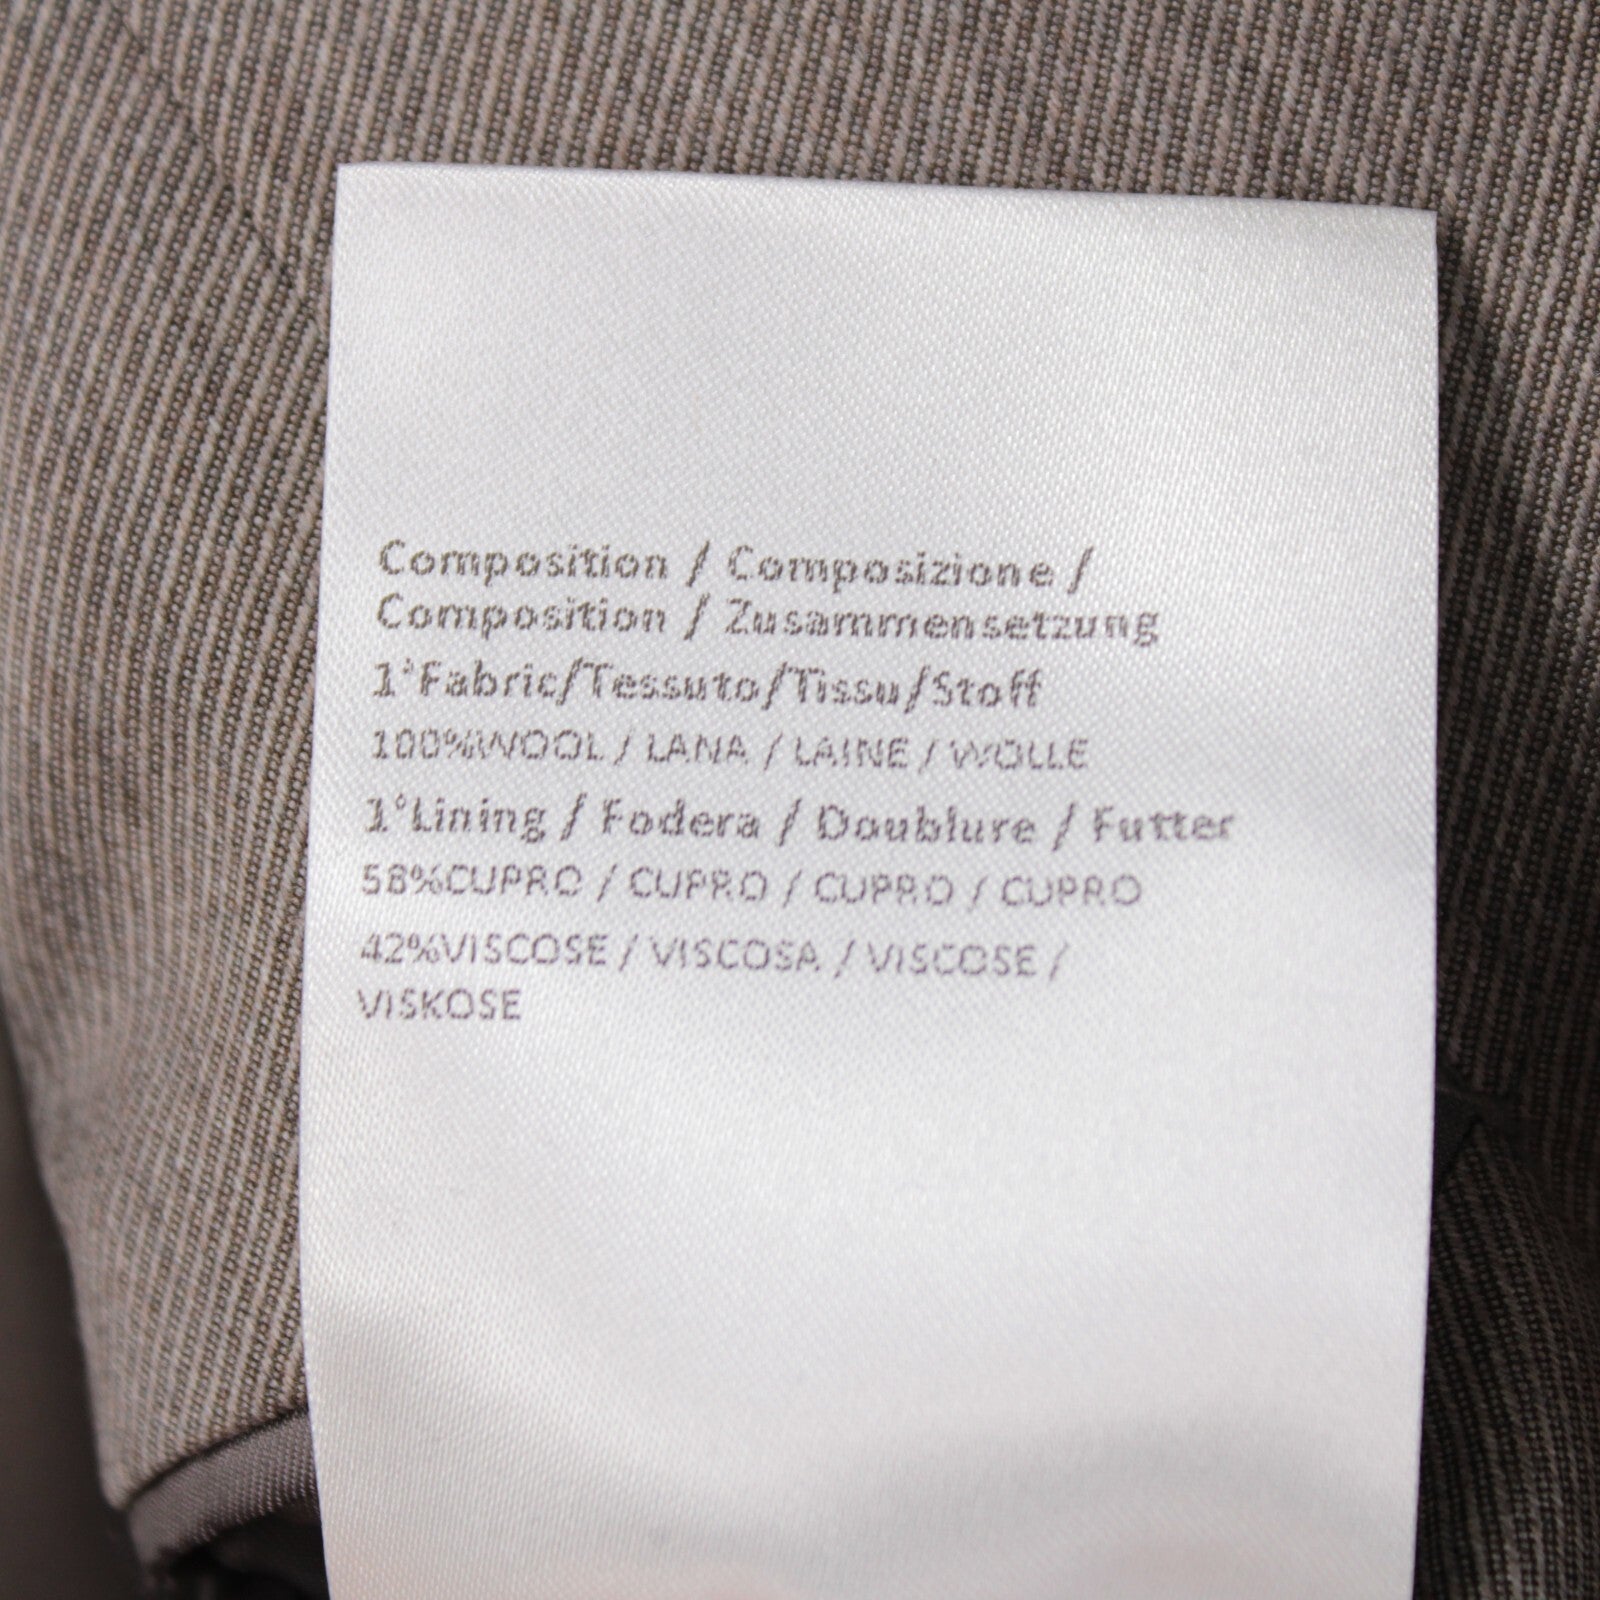 Composition / Composizione /
Composition / Zusammensetzung
1°Fabric/Tessuto/Tissu/Stoff
100%WOOL / LANA / LAINE / WOLLE
1°Lining / Fodera / Doublure / Futter
58%CUPRO / CUPRO / CUPRO / CUPRO
42%VISCOSE / VISCOSA / VISCOSE /
VISKOSE